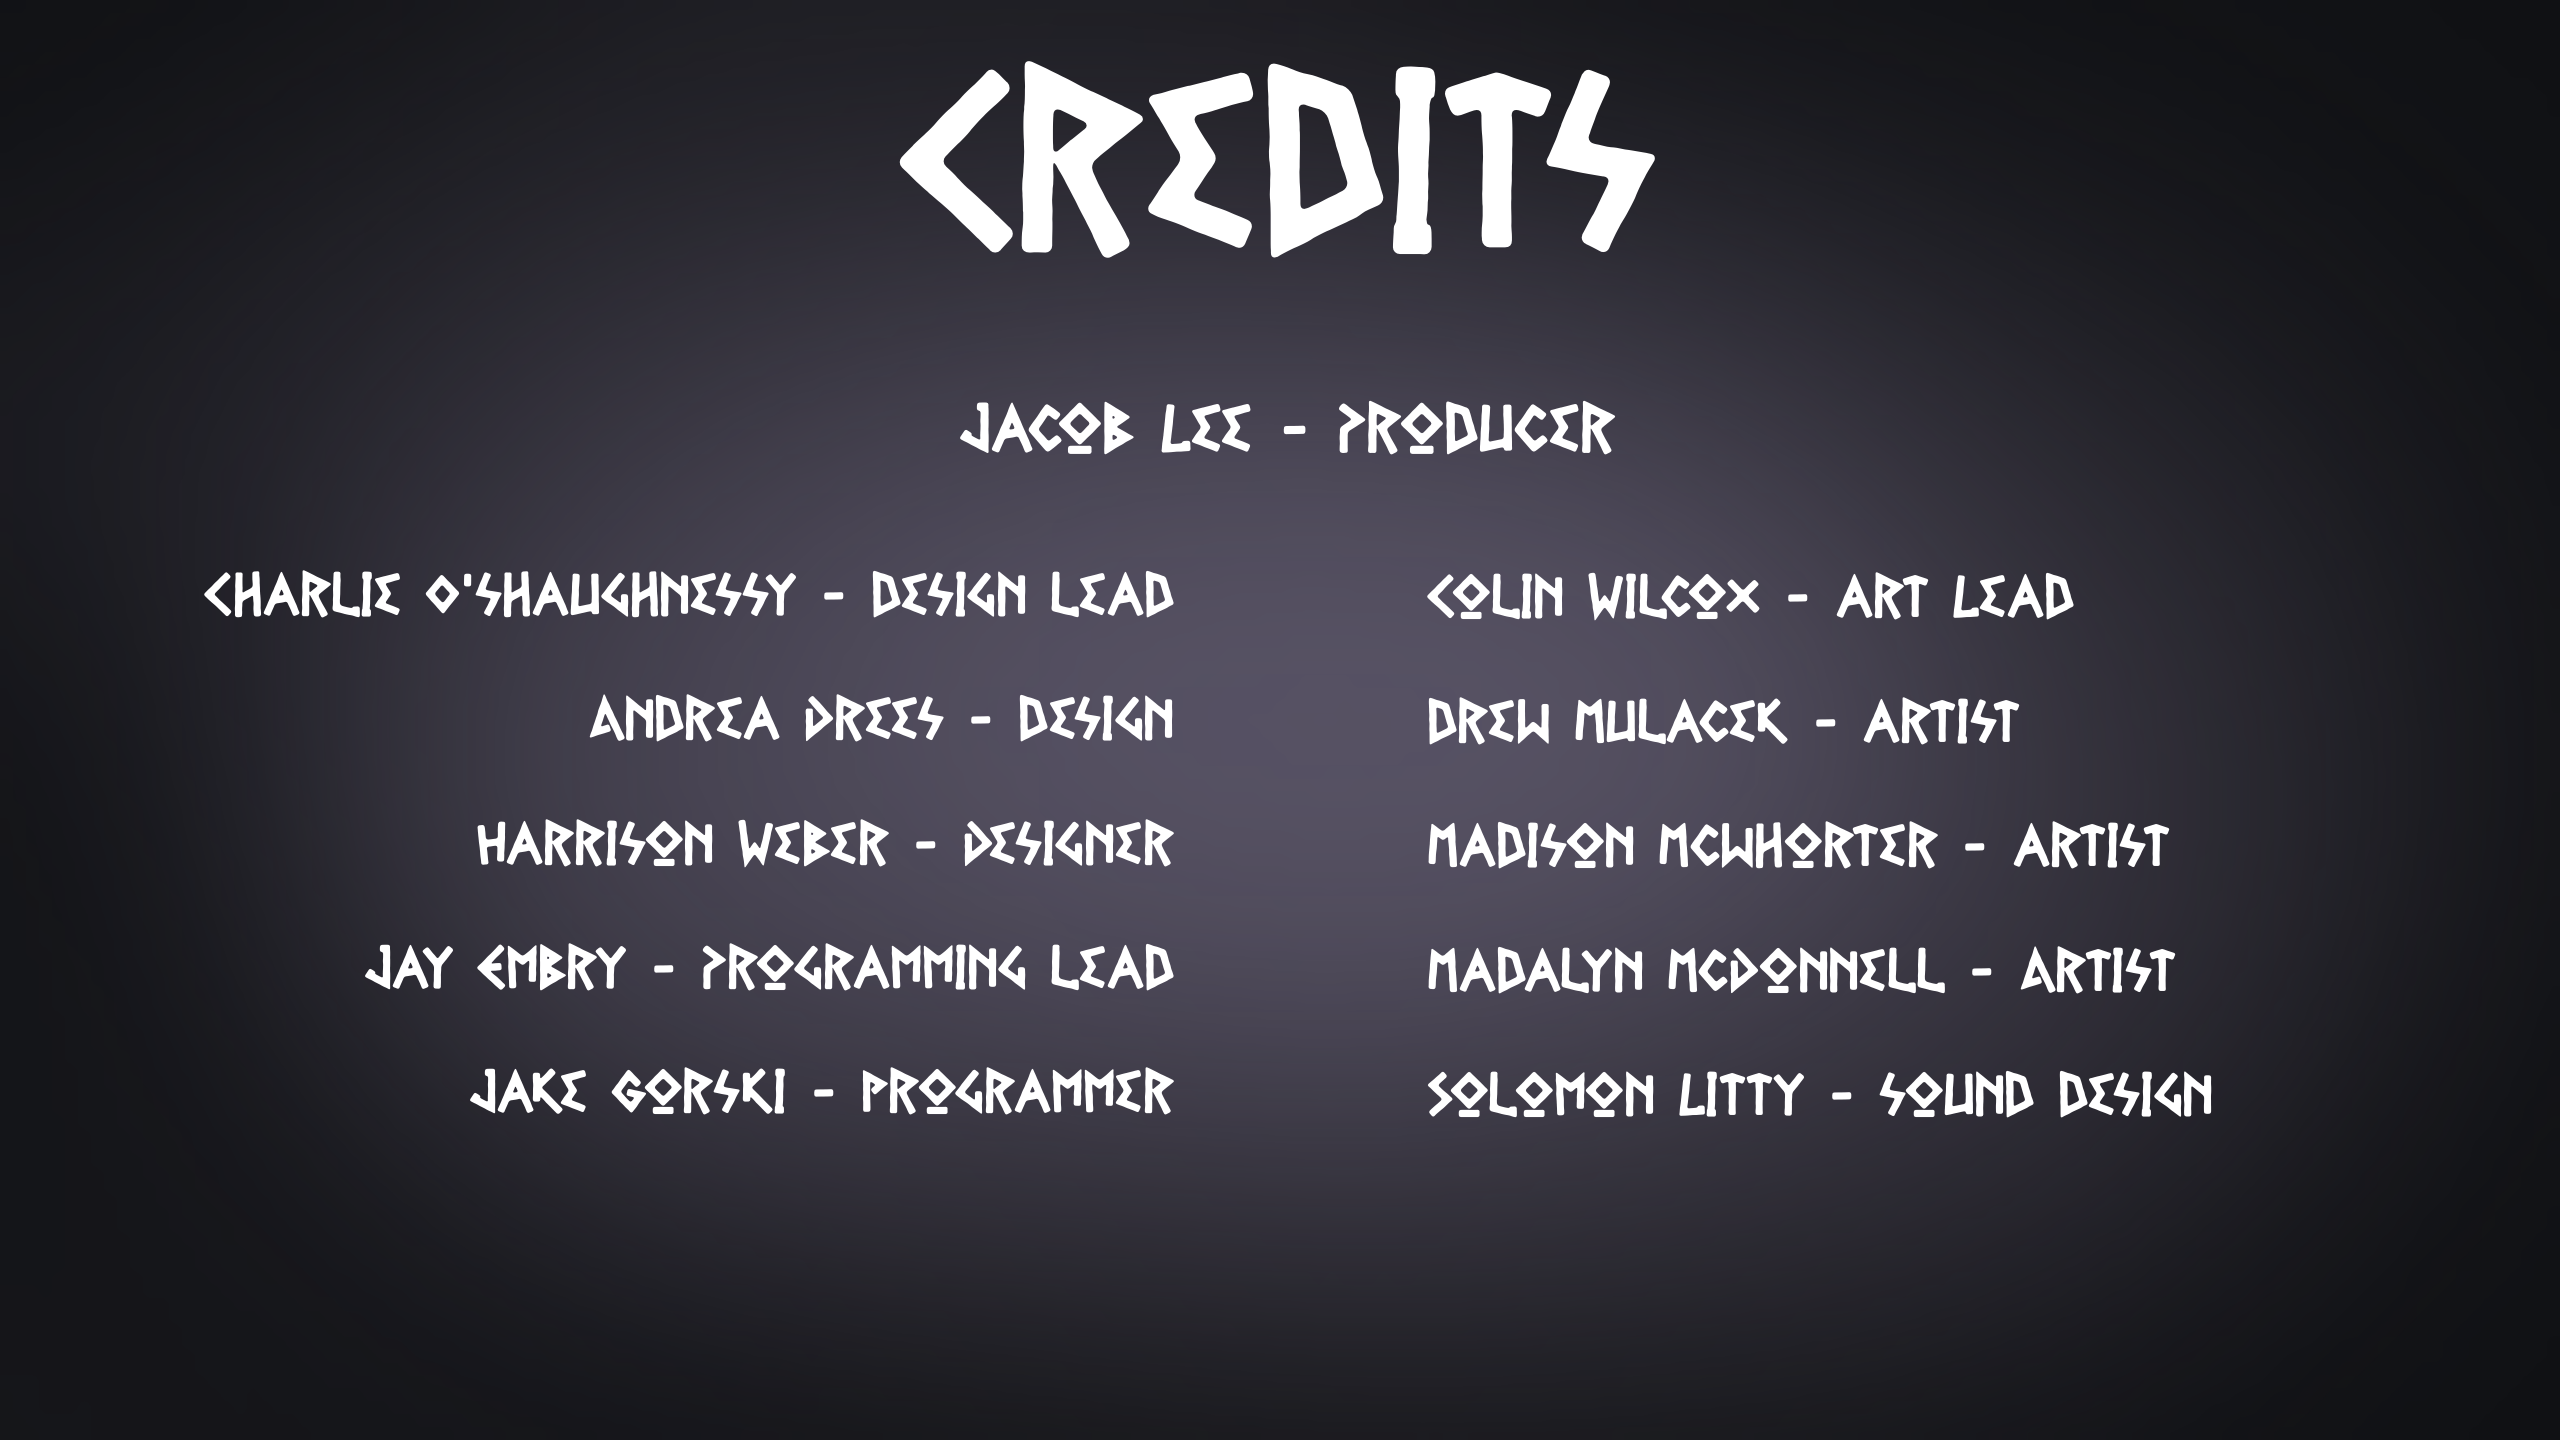 CREDITS
JACOB LEE - PRODUCER
CHARLIE O'SHAUGHNESSY - DESIGN LEAD
ANDREA DREES - DESIGN
HARRISON WEBER - DESIGNER
JAY EMBRY - PROGRAMMING LEAD
JAKE GORSKI - PROGRAMMER
COLIN WILCOX - ART LEAD
DREW MULACEK - ARTIST
MADISON MCWHORTER - ARTIST
MADALYN MCDONNELL - ARTIST
SOLOMON LITTY - SOUND DESIGN